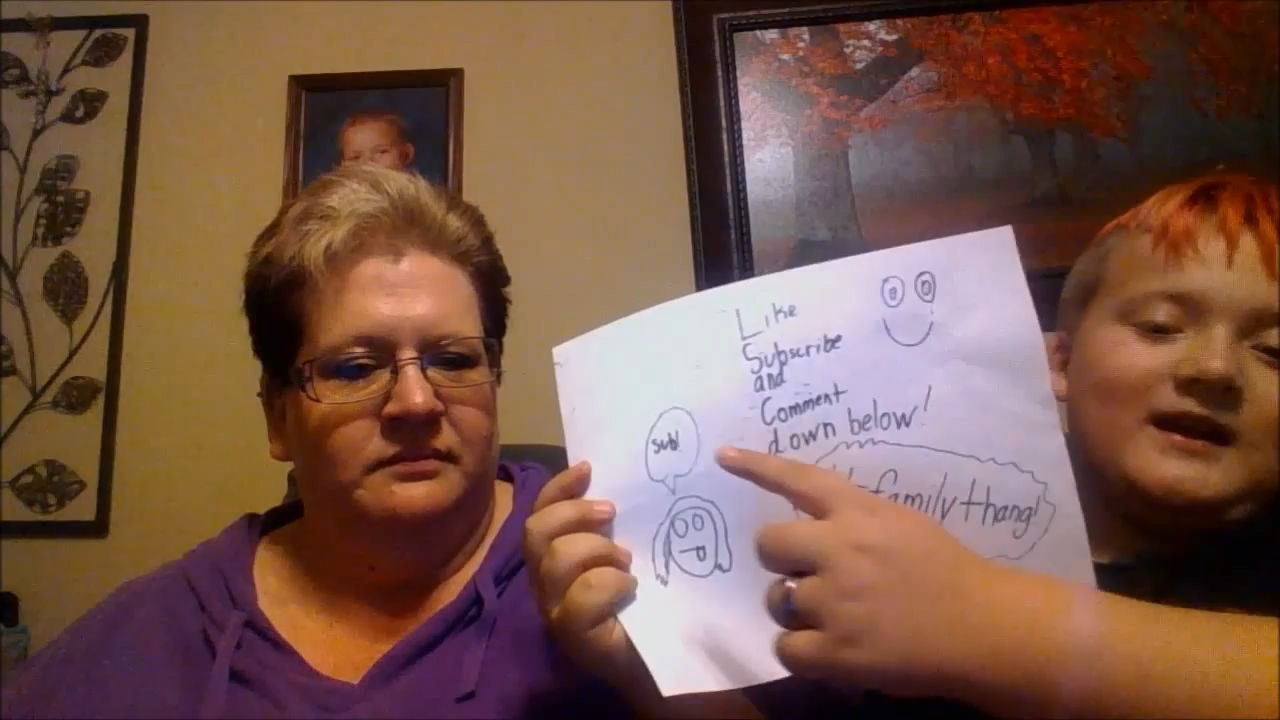 Like
Subscribe
and
Comment
down below!
sub!
family thang!